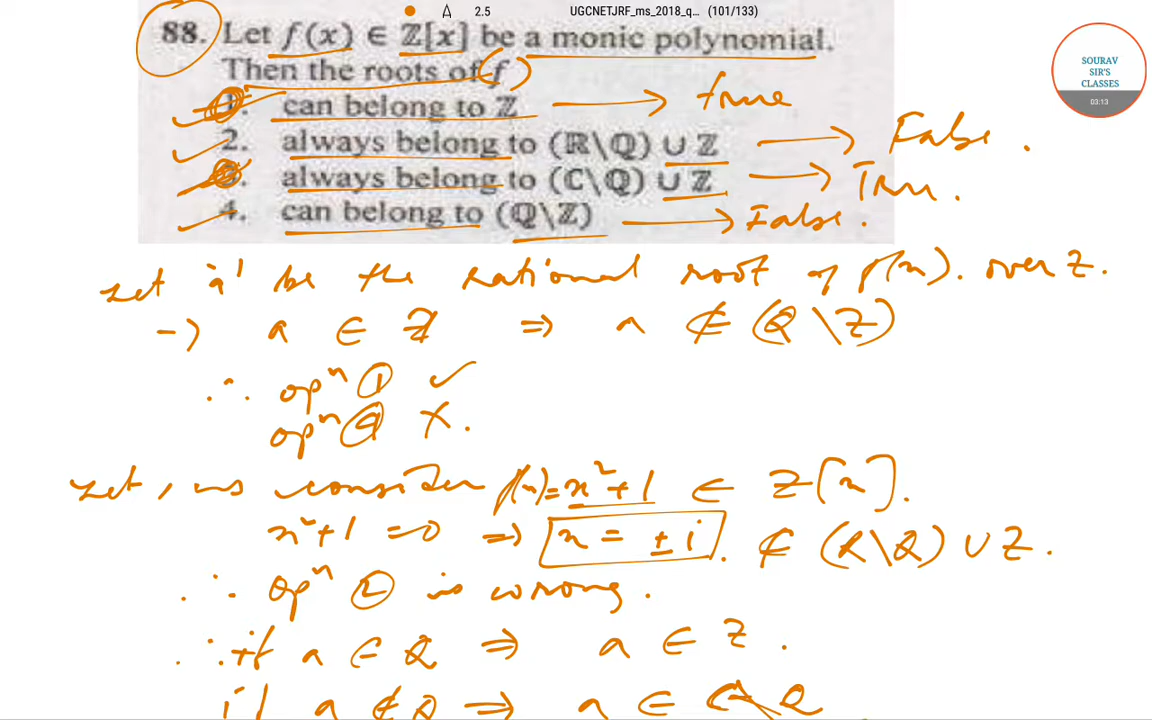 2.5 UGCNETJRF_ms_2018_q... (101/133)
SOURAV
SIR'S
CLASSES
03:13
88. Let f(x) ∈ ℤ[x] be a monic polynomial.
Then the roots of f
1. can belong to ℤ → true
2. always belong to (ℝ\ℚ) ∪ ℤ → False.
3. always belong to (ℂ\ℚ) ∪ ℤ → True.
4. can belong to (ℚ\ℤ) → False.
Let 'a' be the rational root of f(x). over Z.
→ a ∈ Z ⇒ a ∉ (Q\Z)
∴ opⁿ ① ✓
opⁿ ④ ×.
Let, us consider f(x)=x²+1 ∈ Z[x].
x²+1 =0 ⇒ x = ±i. ∉ (R\Q) ∪ Z.
∴ opⁿ ② is wrong.
∴ if a ∈ Q ⇒ a ∈ Z.
if a ∉ Q ⇒ a ∈ C\Q